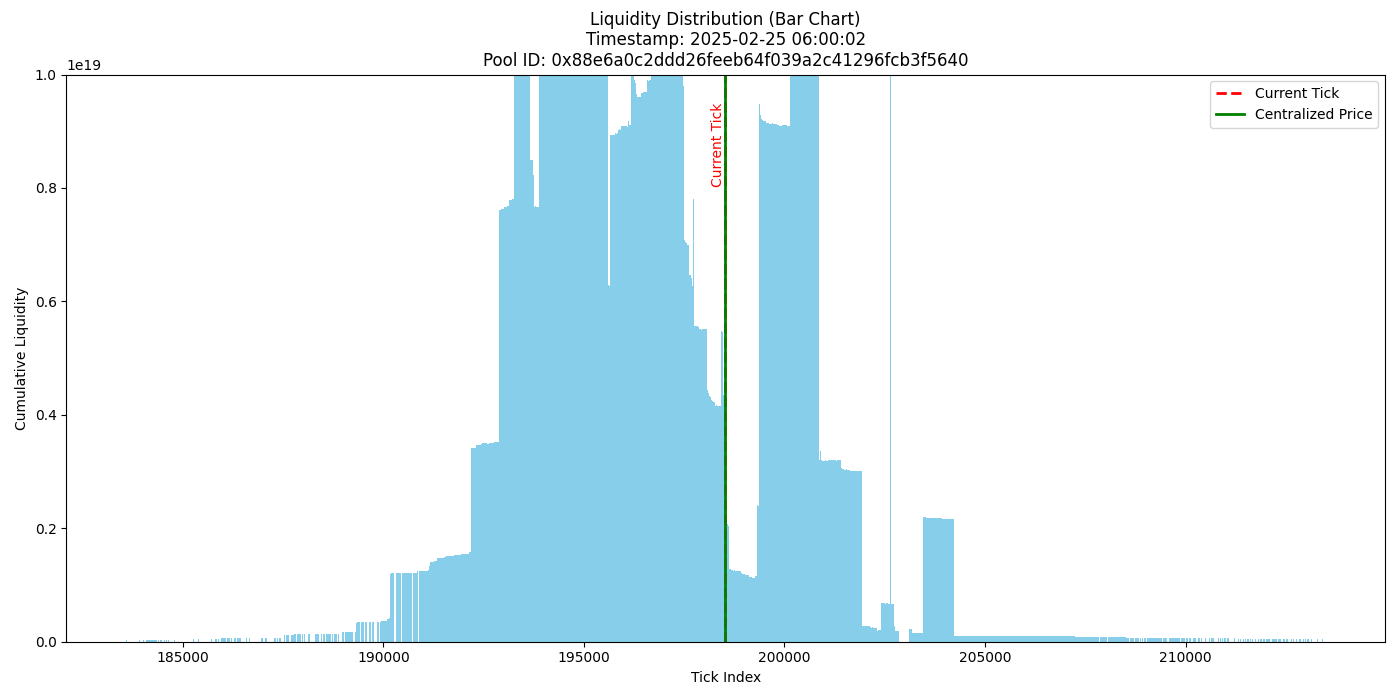 Liquidity Distribution (Bar Chart)
Timestamp: 2025-02-25 06:00:02
Pool ID: 0x88e6a0c2ddd26feeb64f039a2c41296fcb3f5640
1e19
1.0
0.8
0.6
0.4
0.2
0.0
Cumulative Liquidity
Current Tick
Current Tick
Centralized Price
185000
190000
195000
200000
205000
210000
Tick Index